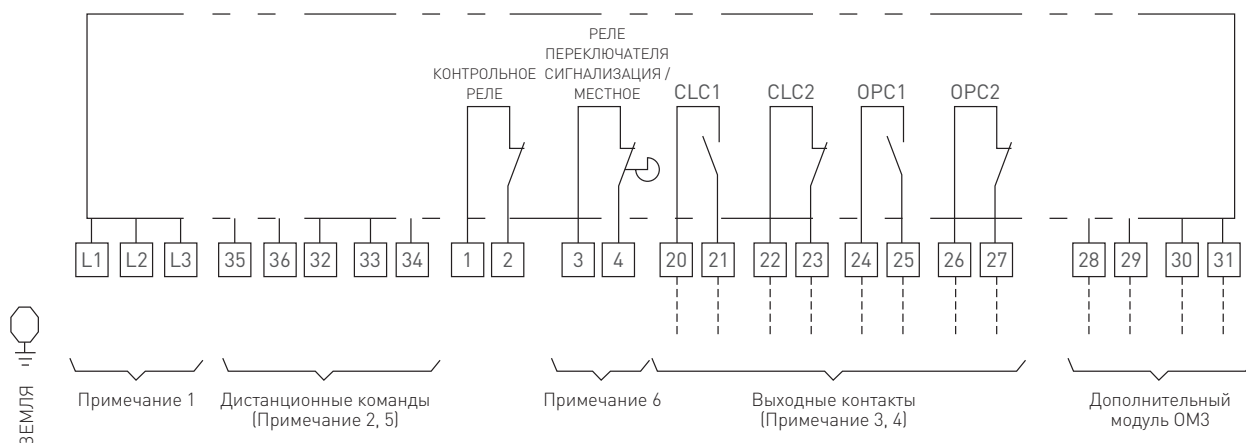 РЕЛЕ
ПЕРЕКЛЮЧАТЕЛЯ
КОНТРОЛЬНОЕ СИГНАЛИЗАЦИЯ /
РЕЛЕ МЕСТНОЕ CLC1 CLC2 OPC1 OPC2
L1 L2 L3 35 36 32 33 34 1 2 3 4 20 21 22 23 24 25 26 27 28 29 30 31
ЗЕМЛЯ
Примечание 1
Дистанционные команды
(Примечание 2, 5)
Примечание 6
Выходные контакты
(Примечание 3, 4)
Дополнительный
модуль ОМ3